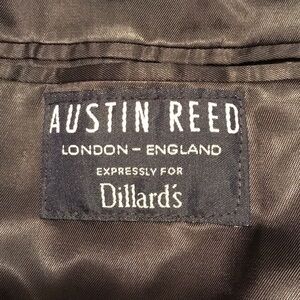 AUSTIN REED
LONDON - ENGLAND
EXPRESSLY FOR
Dillard's